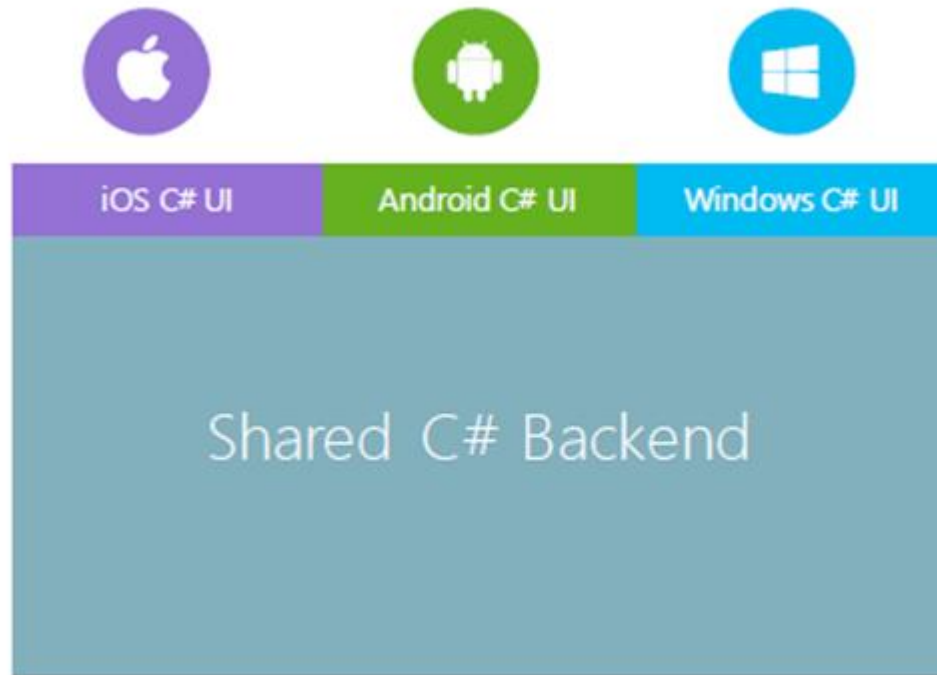 iOS C# UI
Android C# UI
Windows C# UI
Shared C# Backend